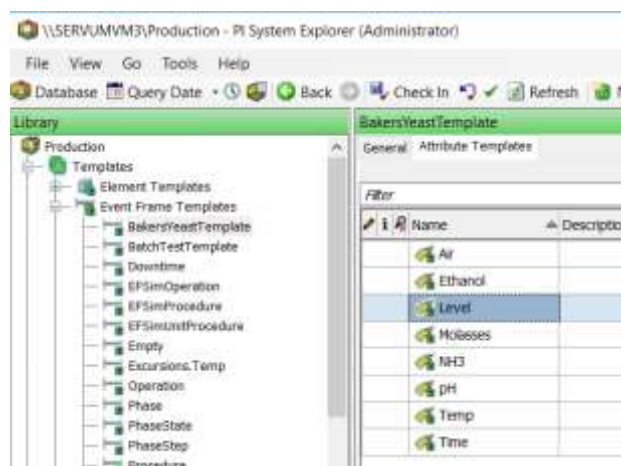 \\SERVUMVM3\Production - PI System Explorer (Administrator)
File View Go Tools Help
Database Query Date Back Check In Refresh
Library
BakersYeastTemplate
Production
Templates
Element Templates
Event Frame Templates
BakersYeastTemplate
BatchTestTemplate
Downtime
EFSimOperation
EFSimProcedure
EFSimUnitProcedure
Empty
Excursions.Temp
Operation
Phase
PhaseState
PhaseStep
Procedure
General Attribute Templates
Filter
Name Descriptio
Air
Ethanol
Level
Molasses
NH3
pH
Temp
Time